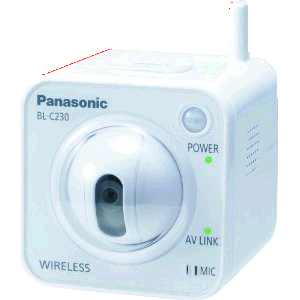 Panasonic
BL-C230
POWER
AV LINK
WIRELESS
MIC